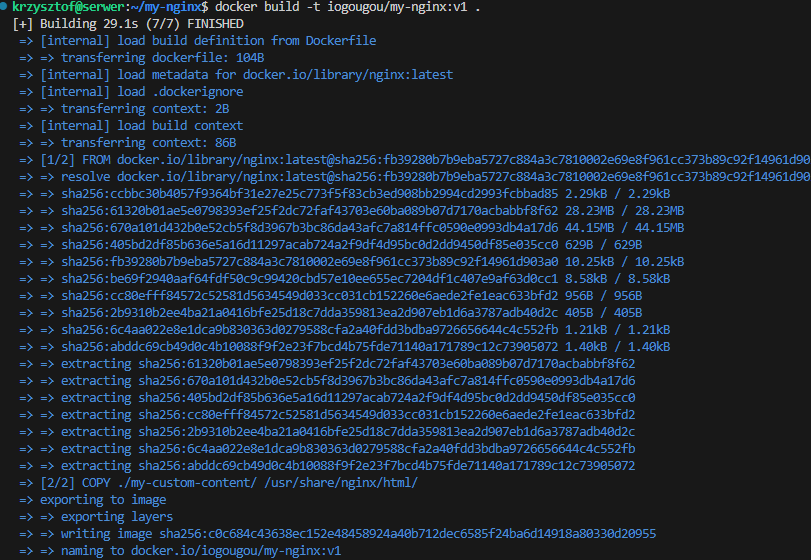 krzysztof@serwer:~/my-nginx$ docker build -t iogougou/my-nginx:v1 .
[+] Building 29.1s (7/7) FINISHED
=> [internal] load build definition from Dockerfile
=> => transferring dockerfile: 104B
=> [internal] load metadata for docker.io/library/nginx:latest
=> [internal] load .dockerignore
=> => transferring context: 2B
=> [internal] load build context
=> => transferring context: 86B
=> [1/2] FROM docker.io/library/nginx:latest@sha256:fb39280b7b9eba5727c884a3c7810002e69e8f961cc373b89c92f14961d90
=> => resolve docker.io/library/nginx:latest@sha256:fb39280b7b9eba5727c884a3c7810002e69e8f961cc373b89c92f14961d90
=> => sha256:ccbbc30b4057f9364bf31e27e25c773f5f83cb3ed908bb2994cd2993fcbbad85 2.29kB / 2.29kB
=> => sha256:61320b01ae5e0798393ef25f2dc72faf43703e60ba089b07d7170acbabbf8f62 28.23MB / 28.23MB
=> => sha256:670a101d432b0e52cb5f8d3967b3bc86da43afc7a814ffc0590e0993db4a17d6 44.15MB / 44.15MB
=> => sha256:405bd2df85b636e5a16d11297acab724a2f9df4d95bc0d2dd9450df85e035cc0 629B / 629B
=> => sha256:fb39280b7b9eba5727c884a3c7810002e69e8f961cc373b89c92f14961d903a0 10.25kB / 10.25kB
=> => sha256:be69f2940aaf64fdf50c9c99420cbd57e10ee655ec7204df1c407e9af63d0cc1 8.58kB / 8.58kB
=> => sha256:cc80efff84572c52581d5634549d033cc031cb152260e6aede2fe1eac633bfd2 956B / 956B
=> => sha256:2b9310b2ee4ba21a0416bfe25d18c7dda359813ea2d907eb1d6a3787adb40d2c 405B / 405B
=> => sha256:6c4aa022e8e1dca9b830363d0279588cfa2a40fdd3bdba9726656644c4c552fb 1.21kB / 1.21kB
=> => sha256:abddc69cb49d0c4b10088f9f2e23f7bcd4b75fde71140a171789c12c73905072 1.40kB / 1.40kB
=> => extracting sha256:61320b01ae5e0798393ef25f2dc72faf43703e60ba089b07d7170acbabbf8f62
=> => extracting sha256:670a101d432b0e52cb5f8d3967b3bc86da43afc7a814ffc0590e0993db4a17d6
=> => extracting sha256:405bd2df85b636e5a16d11297acab724a2f9df4d95bc0d2dd9450df85e035cc0
=> => extracting sha256:cc80efff84572c52581d5634549d033cc031cb152260e6aede2fe1eac633bfd2
=> => extracting sha256:2b9310b2ee4ba21a0416bfe25d18c7dda359813ea2d907eb1d6a3787adb40d2c
=> => extracting sha256:6c4aa022e8e1dca9b830363d0279588cfa2a40fdd3bdba9726656644c4c552fb
=> => extracting sha256:abddc69cb49d0c4b10088f9f2e23f7bcd4b75fde71140a171789c12c73905072
=> [2/2] COPY ./my-custom-content/ /usr/share/nginx/html/
=> exporting to image
=> => exporting layers
=> => writing image sha256:c0c684c43638ec152e48458924a40b712dec6585f24ba6d14918a80330d20955
=> => naming to docker.io/iogougou/my-nginx:v1